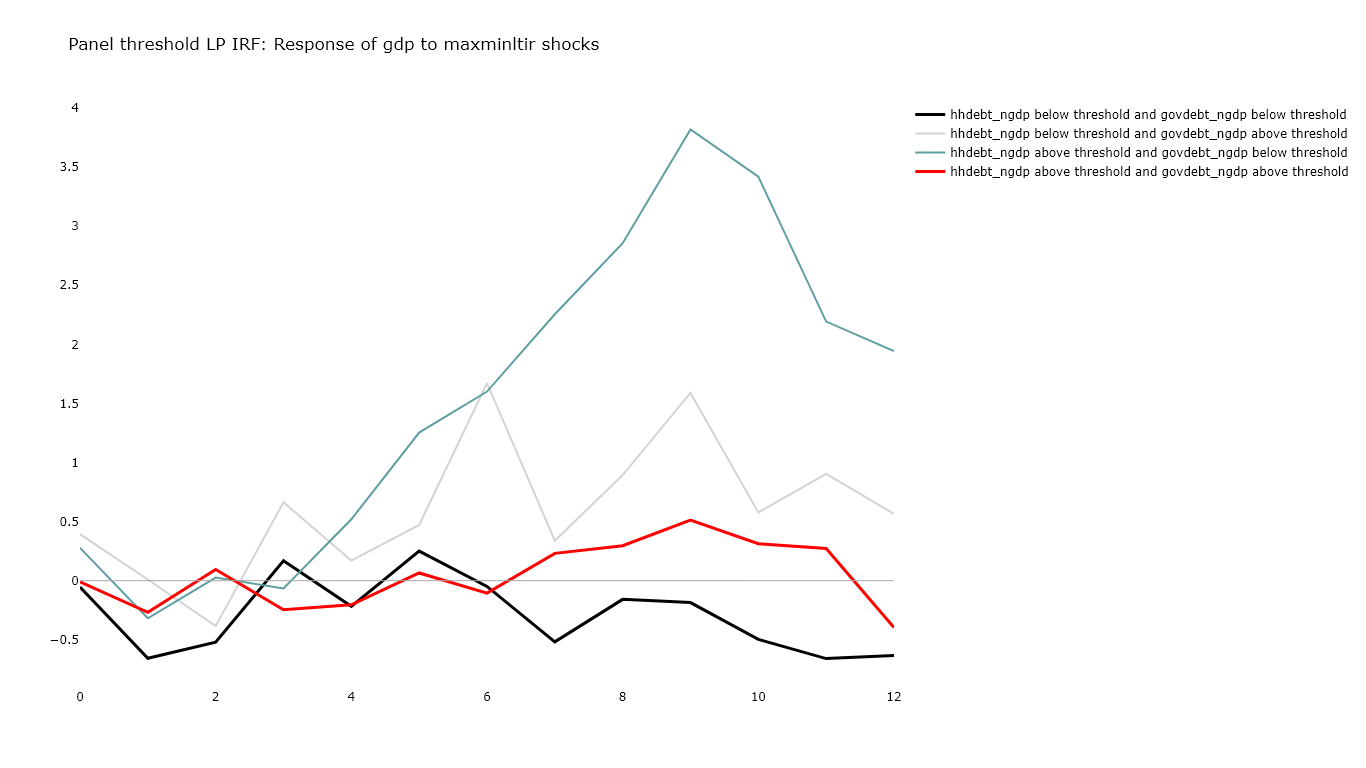 Panel threshold LP IRF: Response of gdp to maxminltir shocks
hhdebt_ngdp below threshold and govdebt_ngdp below threshold
hhdebt_ngdp below threshold and govdebt_ngdp above threshold
hhdebt_ngdp above threshold and govdebt_ngdp below threshold
hhdebt_ngdp above threshold and govdebt_ngdp above threshold
4
3.5
3
2.5
2
1.5
1
0.5
0
−0.5
0 2 4 6 8 10 12